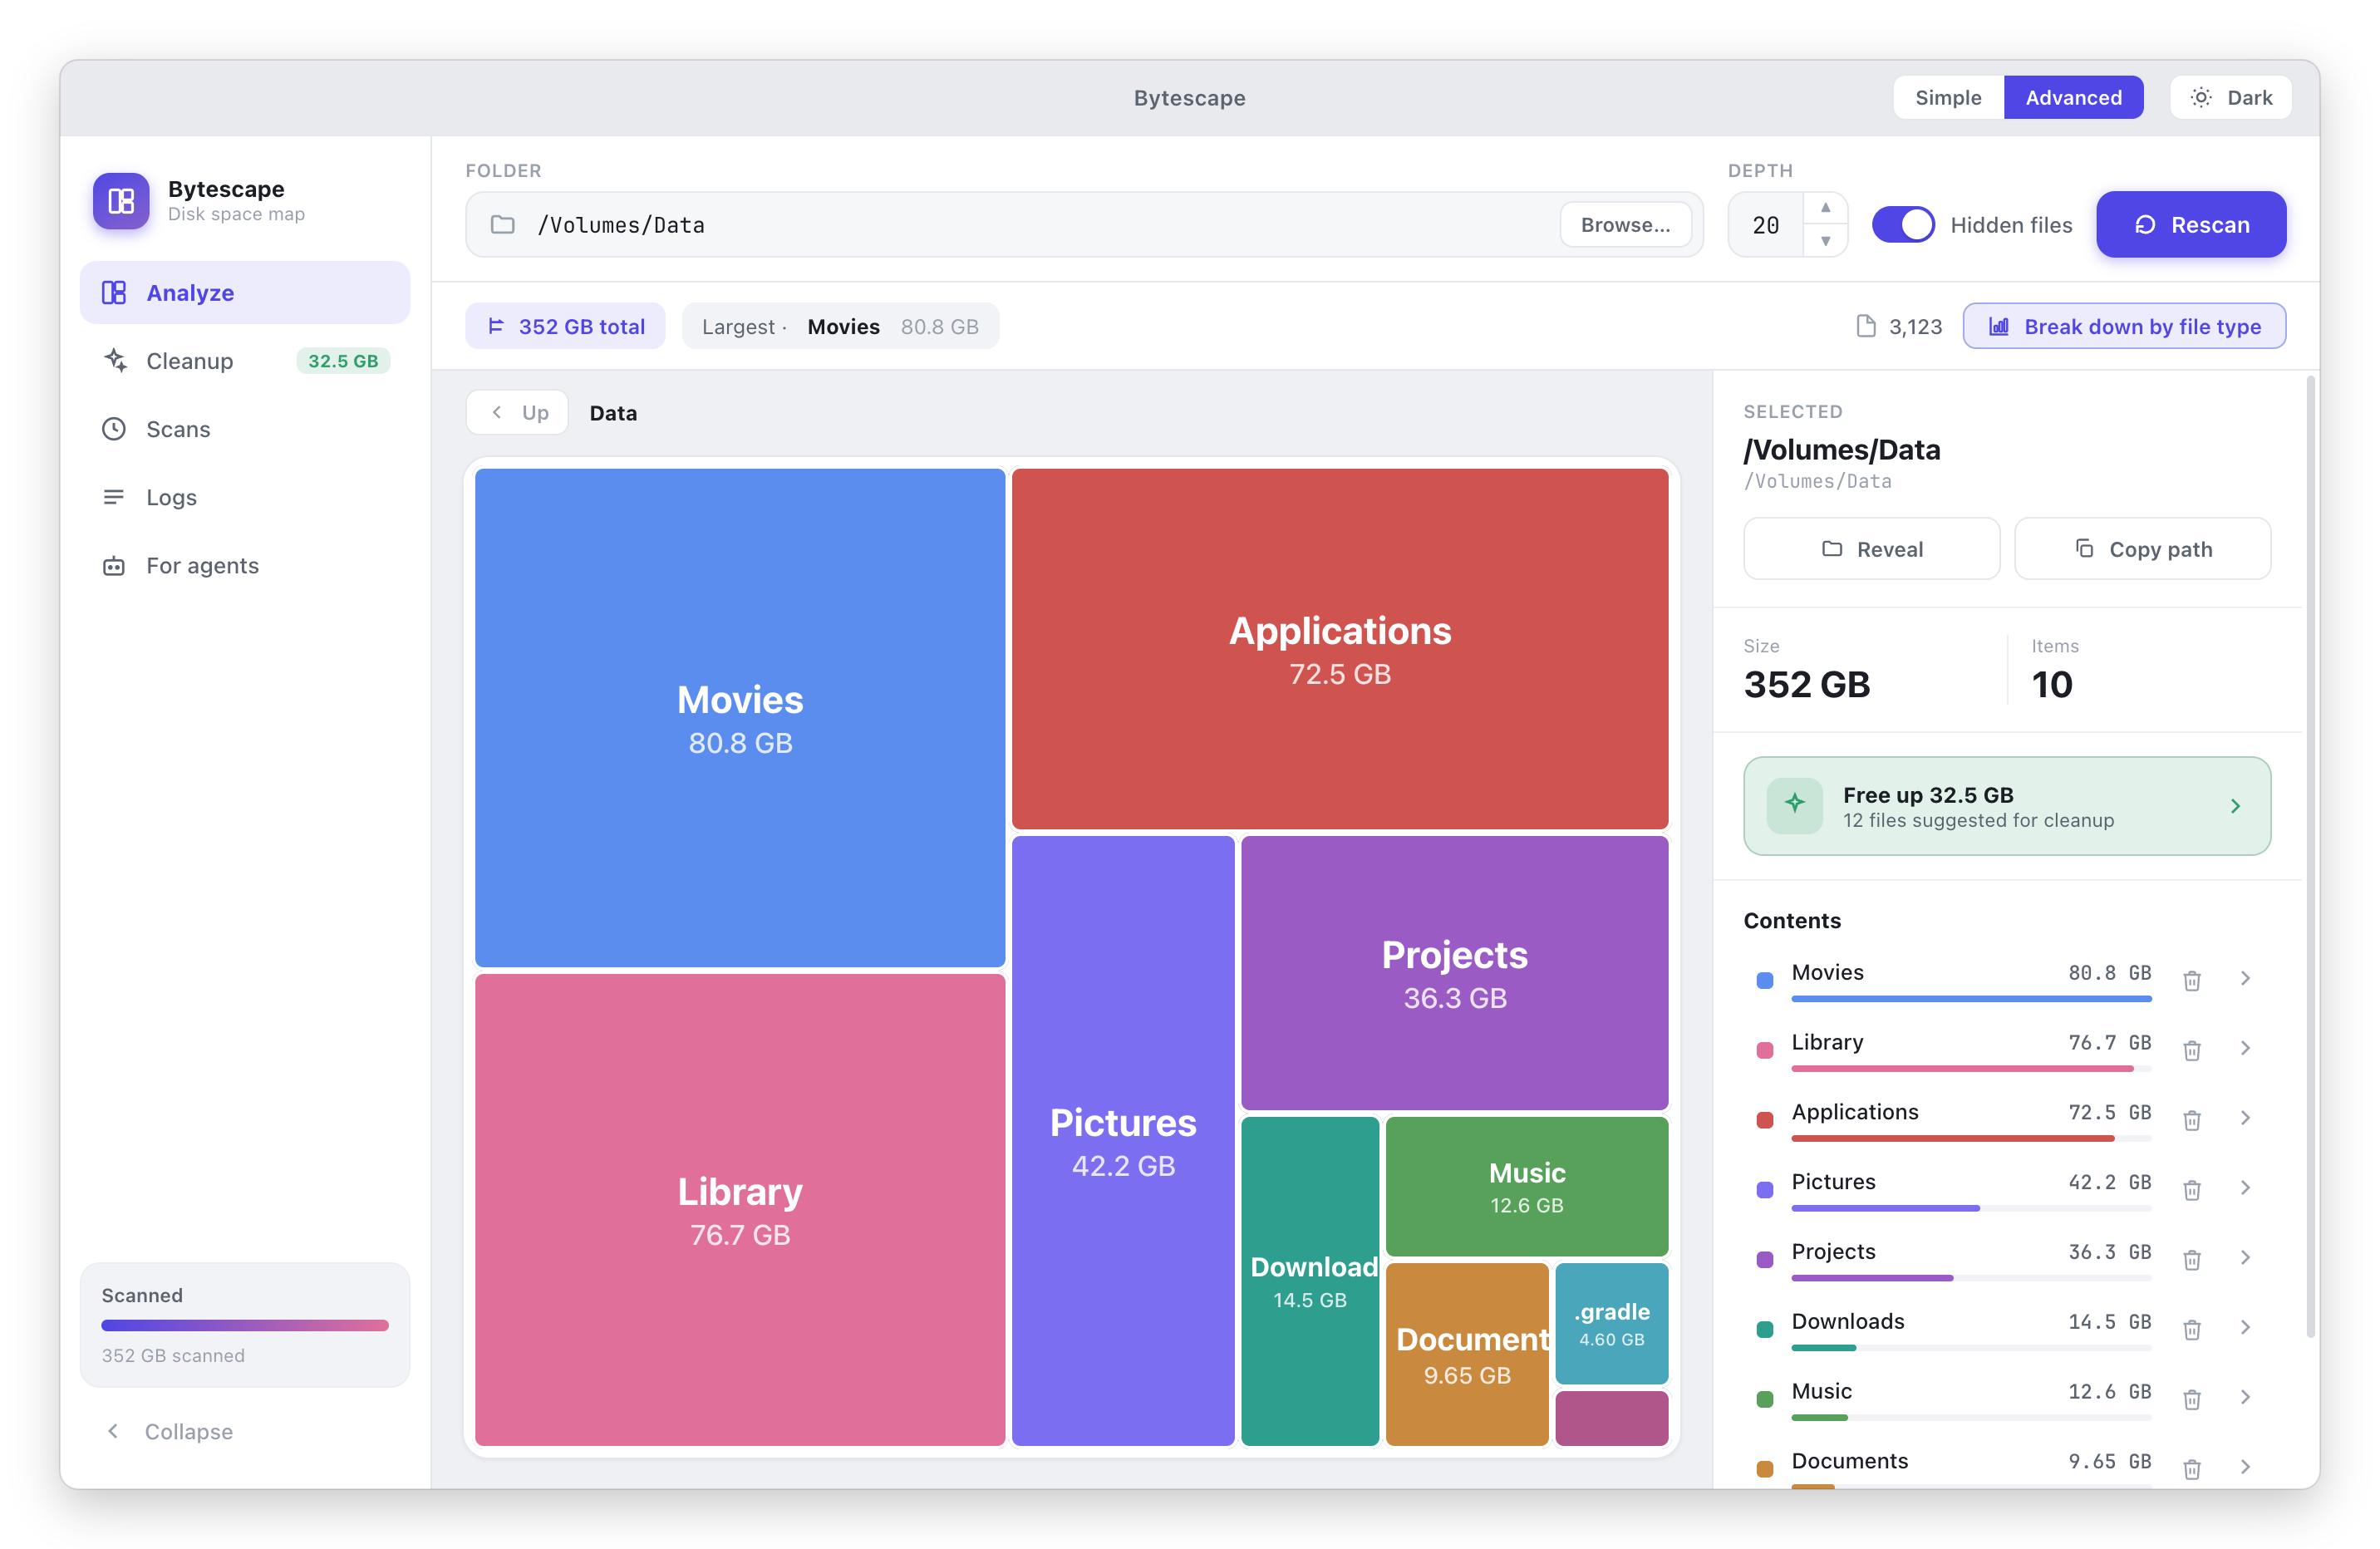 Bytescape
Simple
Advanced
Dark
Bytescape
Disk space map
Analyze
Cleanup
32.5 GB
Scans
Logs
For agents
Scanned
352 GB scanned
Collapse
FOLDER
/Volumes/Data
Browse...
DEPTH
20
Hidden files
Rescan
352 GB total
Largest · Movies 80.8 GB
3,123
Break down by file type
Up
Data
Movies
80.8 GB
Applications
72.5 GB
Library
76.7 GB
Pictures
42.2 GB
Projects
36.3 GB
Download
14.5 GB
Music
12.6 GB
Document
9.65 GB
.gradle
4.60 GB
SELECTED
/Volumes/Data
/Volumes/Data
Reveal
Copy path
Size
352 GB
Items
10
Free up 32.5 GB
12 files suggested for cleanup
Contents
Movies 80.8 GB
Library 76.7 GB
Applications 72.5 GB
Pictures 42.2 GB
Projects 36.3 GB
Downloads 14.5 GB
Music 12.6 GB
Documents 9.65 GB